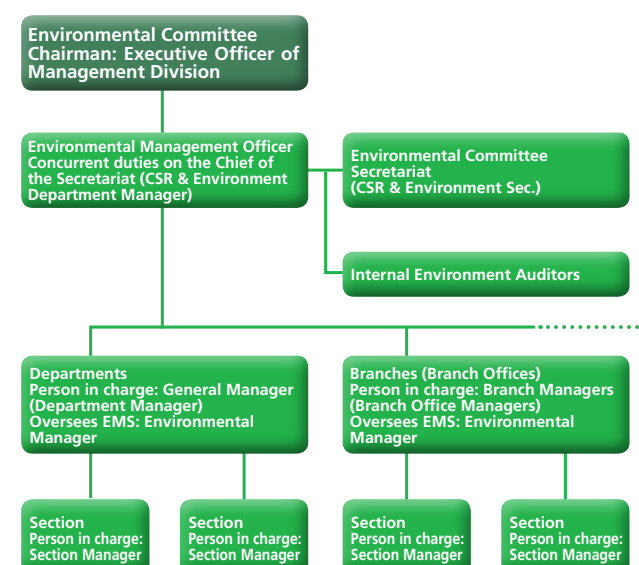 Environmental Committee
Chairman: Executive Officer of
Management Division
Environmental Management Officer
Concurrent duties on the Chief of
the Secretariat (CSR & Environment
Department Manager)
Environmental Committee
Secretariat
(CSR & Environment Sec.)
Internal Environment Auditors
Departments
Person in charge: General Manager
(Department Manager)
Oversees EMS: Environmental
Manager
Branches (Branch Offices)
Person in charge: Branch Managers
(Branch Office Managers)
Oversees EMS: Environmental
Manager
Section
Person in charge:
Section Manager
Section
Person in charge:
Section Manager
Section
Person in charge:
Section Manager
Section
Person in charge:
Section Manager